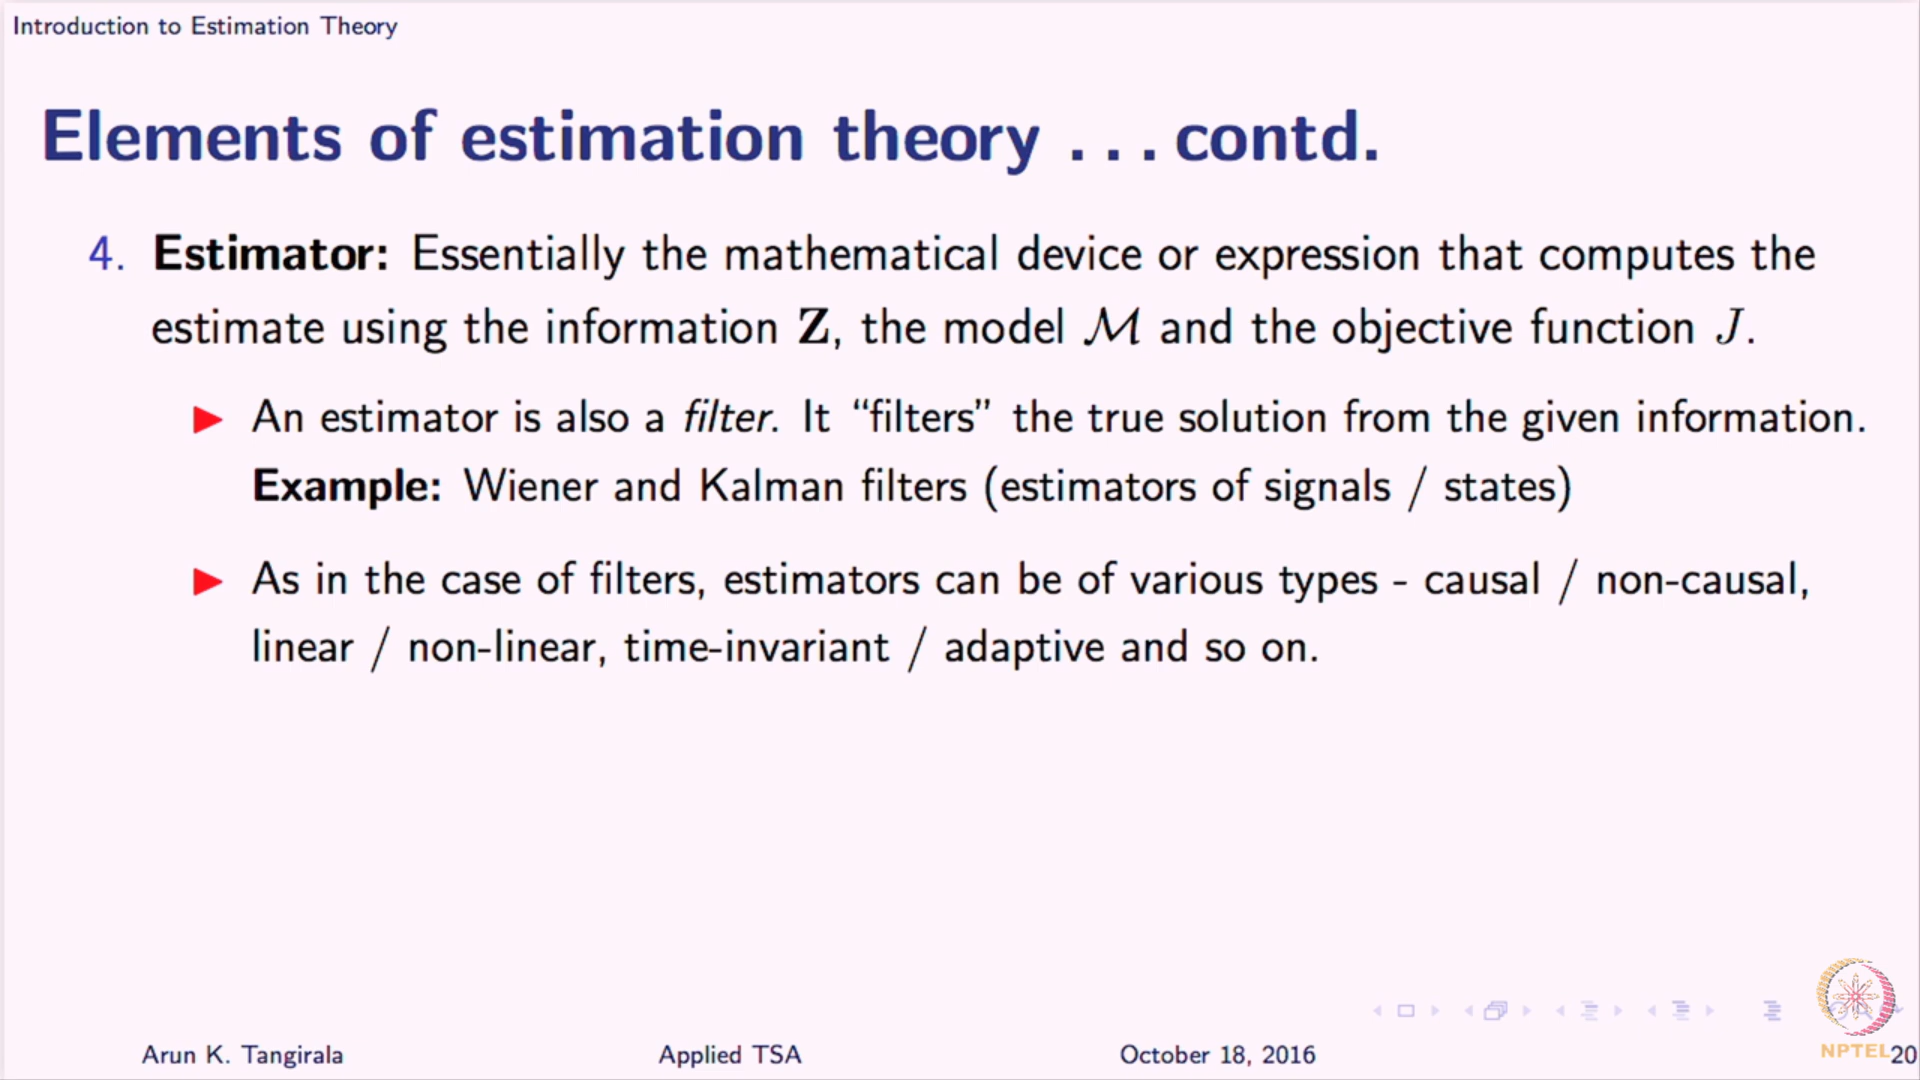 Introduction to Estimation Theory
Elements of estimation theory . . . contd.
4. Estimator: Essentially the mathematical device or expression that computes the
estimate using the information Z, the model ℳ and the objective function J.
▶ An estimator is also a filter. It “filters” the true solution from the given information.
Example: Wiener and Kalman filters (estimators of signals / states)
▶ As in the case of filters, estimators can be of various types - causal / non-causal,
linear / non-linear, time-invariant / adaptive and so on.
NPTEL
Arun K. Tangirala Applied TSA October 18, 2016 20